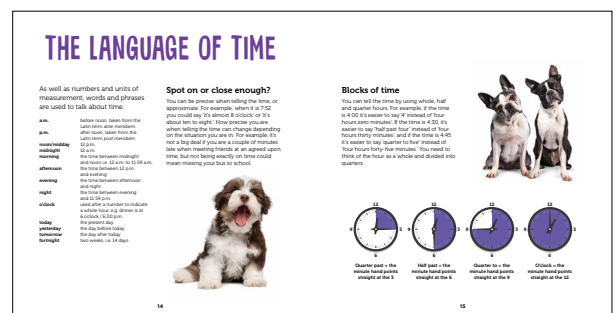 THE LANGUAGE OF TIME
As well as numbers and units of
measurement, words and phrases
are used to talk about time.
a.m. before noon, taken from the
Latin term ante meridiem
p.m. after noon, taken from the
Latin term post meridiem
noon/midday 12 p.m.
midnight 12 a.m.
morning the time between midnight
and noon i.e. 12 a.m. to 11:59 a.m.
afternoon the time between 12 p.m.
and evening
evening the time between afternoon
and night
night the time between evening
and 11:59 p.m.
o'clock used after a number to indicate
a whole hour, e.g. dinner is at
6 o'clock / 6:00 p.m.
today the present day
yesterday the day before today
tomorrow the day after today
fortnight two weeks, i.e. 14 days
Spot on or close enough?
You can be precise when telling the time, or
approximate. For example, when it is 7:52
you could say 'it's almost 8 o'clock' or 'it's
about ten to eight.' How precise you are
when telling the time can change depending
on the situation you are in. For example, it's
not a big deal if you are a couple of minutes
late when meeting friends at an agreed upon
time, but not being exactly on time could
mean missing your bus to school.
14
Blocks of time
You can tell the time by using whole, half
and quarter hours. For example, if the time
is 4:00 it's easier to say '4' instead of 'four
hours zero minutes'. If the time is 4:30, it's
easier to say 'half past four' instead of 'four
hours thirty minutes', and if the time is 4:45
it's easier to say 'quarter to five' instead of
'four hours forty-five minutes.' You need to
think of the hour as a whole and divided into
quarters.
12
9 3
6
Quarter past = the
minute hand points
straight at the 3
12
9 3
6
Half past = the
minute hand points
straight at the 6
12
9 3
6
Quarter to = the
minute hand points
straight at the 9
12
9 3
6
O'clock = the
minute hand points
straight at the 12
15